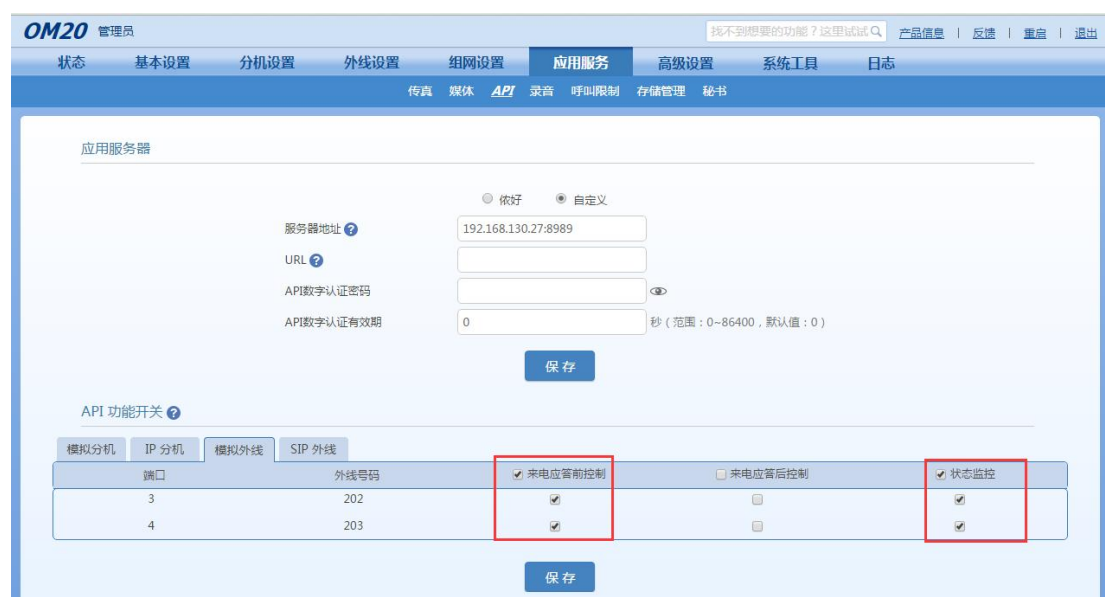 OM20 管理员 找不到想要的功能？这里试试 产品信息 | 反馈 | 重启 | 退出
状态 基本设置 分机设置 外线设置 组网设置 应用服务 高级设置 系统工具 日志
传真 媒体 API 录音 呼叫限制 存储管理 秘书
应用服务器
侬好 自定义
服务器地址 ? 192.168.130.27:8989
URL ?
API数字认证密码
API数字认证有效期 0 秒（范围：0~86400，默认值：0）
保存
API 功能开关 ?
模拟分机 IP 分机 模拟外线 SIP 外线
端口 外线号码 来电应答前控制 来电应答后控制 状态监控
3 202
4 203
保存